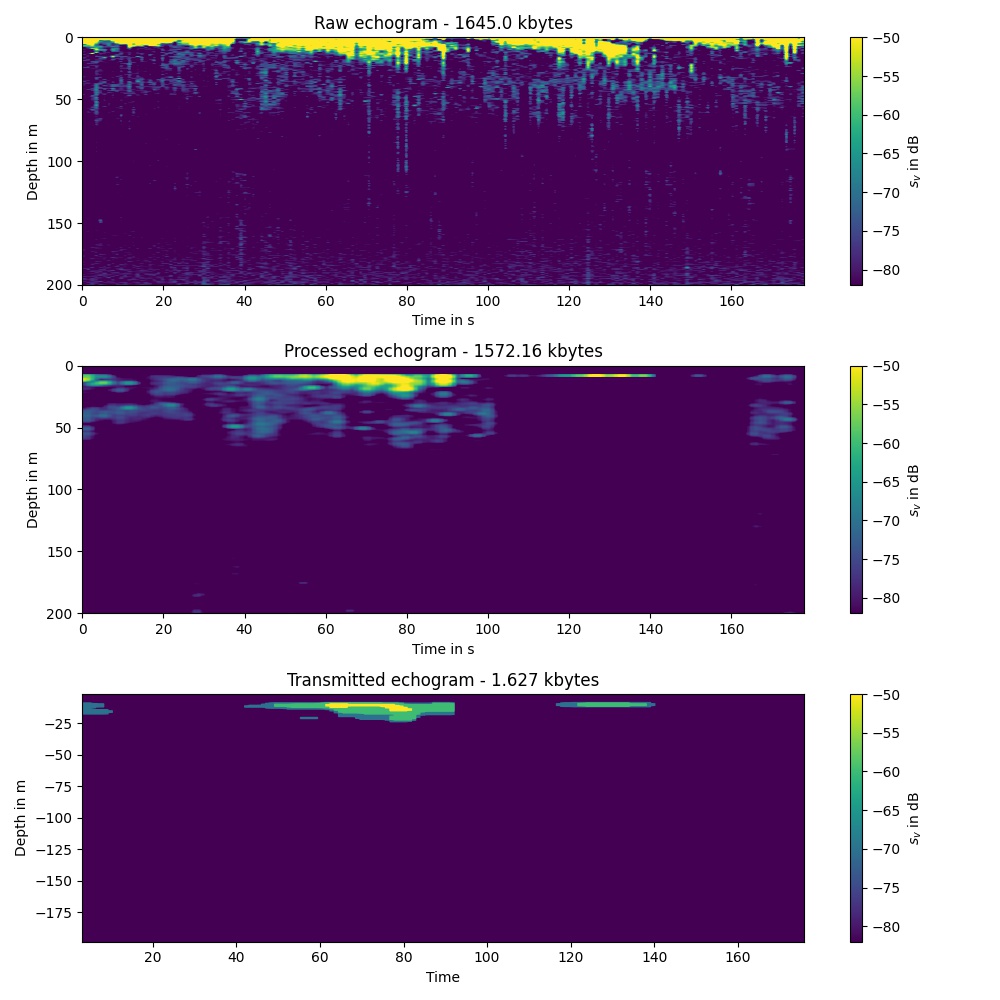 Raw echogram - 1645.0 kbytes
0
50
100
150
200
Depth in m
0 20 40 60 80 100 120 140 160
Time in s
−50
−55
−60
−65
−70
−75
−80
sv in dB
Processed echogram - 1572.16 kbytes
0
50
100
150
200
Depth in m
0 20 40 60 80 100 120 140 160
Time in s
−50
−55
−60
−65
−70
−75
−80
sv in dB
Transmitted echogram - 1.627 kbytes
−25
−50
−75
−100
−125
−150
−175
Depth in m
20 40 60 80 100 120 140 160
Time
−50
−55
−60
−65
−70
−75
−80
sv in dB